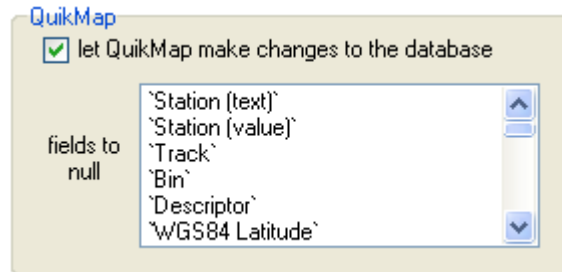 QuikMap
let QuikMap make changes to the database
fields to
null
`Station (text)`
`Station (value)`
`Track`
`Bin`
`Descriptor`
`WGS84 Latitude`